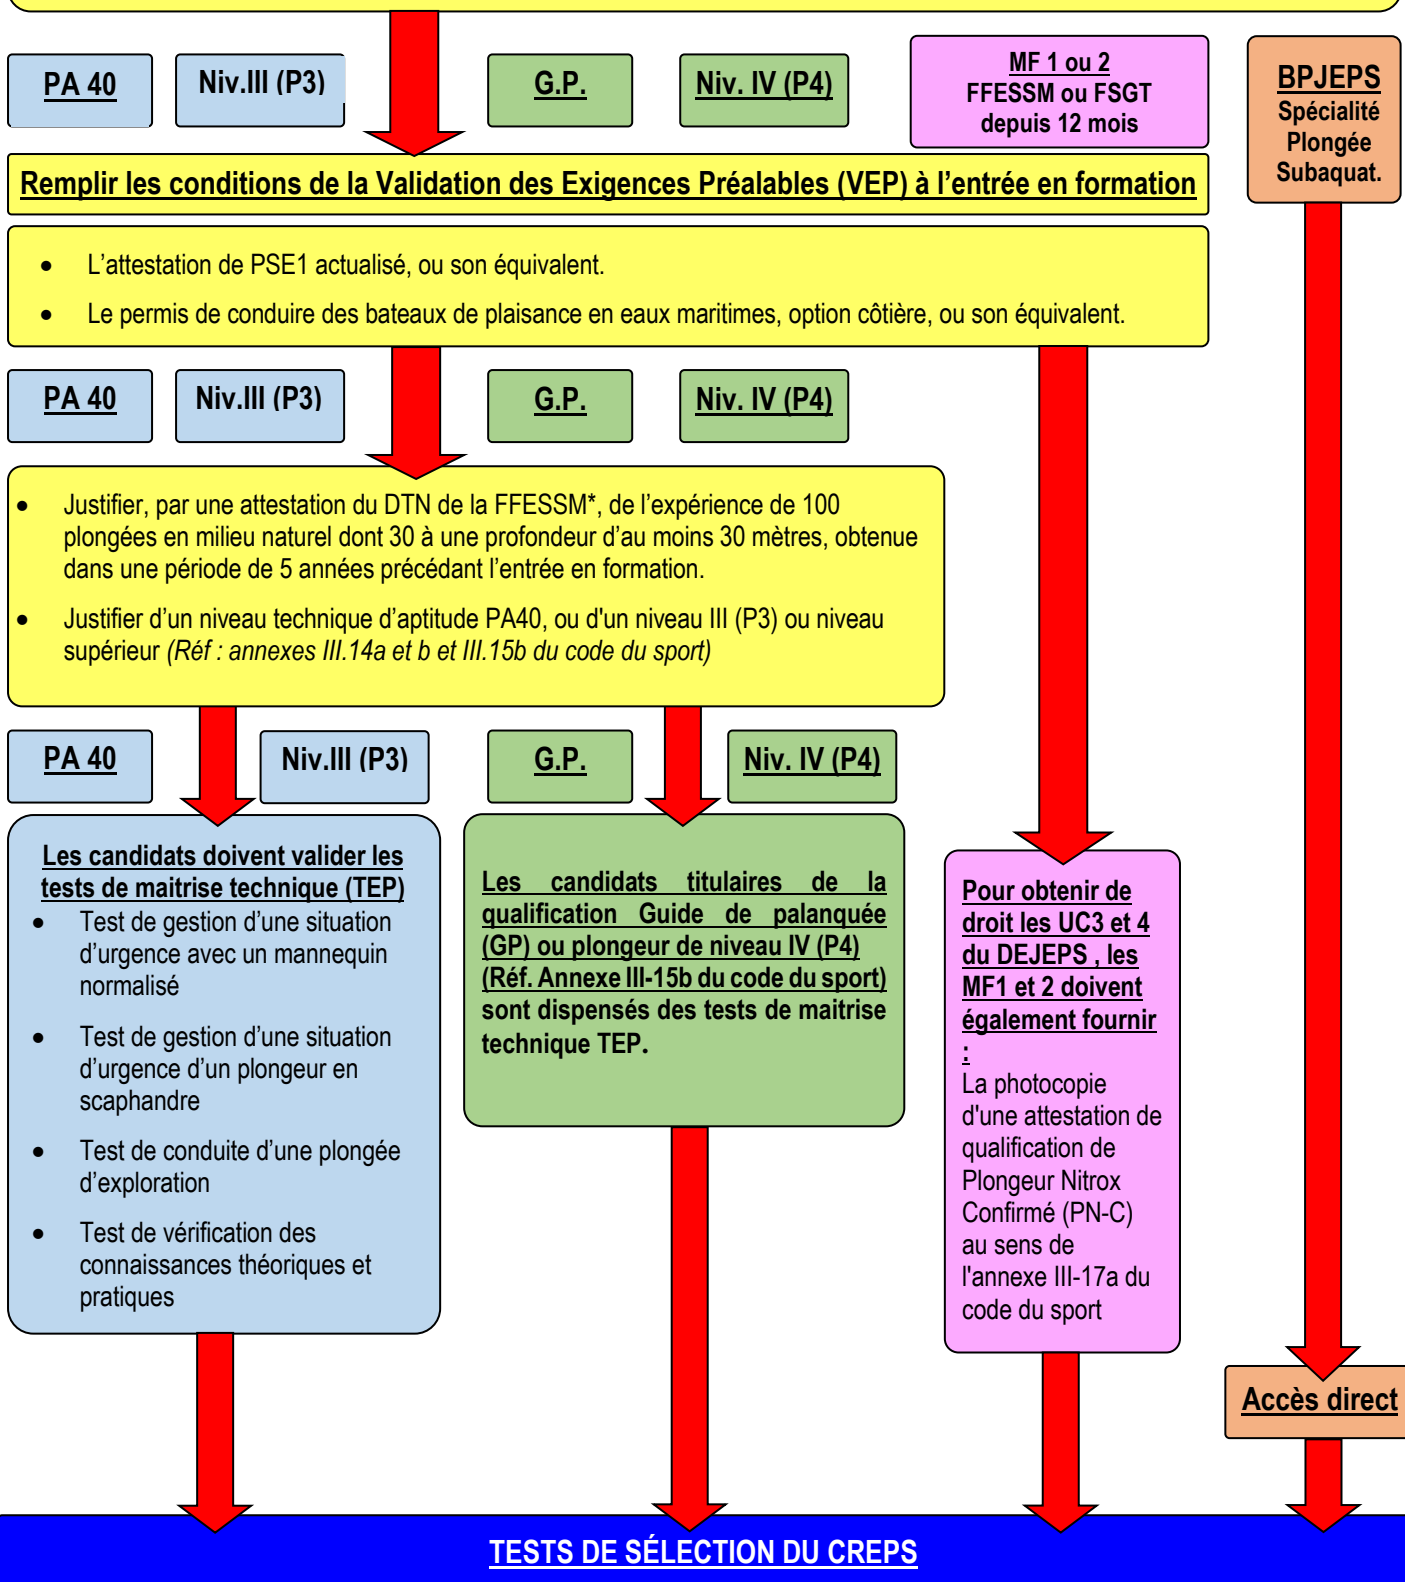 PA 40
Niv.III (P3)
G.P.
Niv. IV (P4)
MF 1 ou 2
FFESSM ou FSGT
depuis 12 mois
BPJEPS
Spécialité
Plongée
Subaquat.
Remplir les conditions de la Validation des Exigences Préalables (VEP) à l’entrée en formation
• L’attestation de PSE1 actualisé, ou son équivalent.
• Le permis de conduire des bateaux de plaisance en eaux maritimes, option côtière, ou son équivalent.
PA 40
Niv.III (P3)
G.P.
Niv. IV (P4)
• Justifier, par une attestation du DTN de la FFESSM*, de l’expérience de 100
plongées en milieu naturel dont 30 à une profondeur d’au moins 30 mètres, obtenue
dans une période de 5 années précédant l’entrée en formation.
• Justifier d’un niveau technique d’aptitude PA40, ou d'un niveau III (P3) ou niveau
supérieur (Réf : annexes III.14a et b et III.15b du code du sport)
PA 40
Niv.III (P3)
G.P.
Niv. IV (P4)
Les candidats doivent valider les
tests de maitrise technique (TEP)
• Test de gestion d’une situation
d’urgence avec un mannequin
normalisé
• Test de gestion d’une situation
d’urgence d’un plongeur en
scaphandre
• Test de conduite d’une plongée
d’exploration
• Test de vérification des
connaissances théoriques et
pratiques
Les candidats titulaires de la
qualification Guide de palanquée
(GP) ou plongeur de niveau IV (P4)
(Réf. Annexe III-15b du code du sport)
sont dispensés des tests de maitrise
technique TEP.
Pour obtenir de
droit les UC3 et 4
du DEJEPS , les
MF1 et 2 doivent
également fournir
:
La photocopie
d'une attestation de
qualification de
Plongeur Nitrox
Confirmé (PN-C)
au sens de
l'annexe III-17a du
code du sport
Accès direct
TESTS DE SÉLECTION DU CREPS